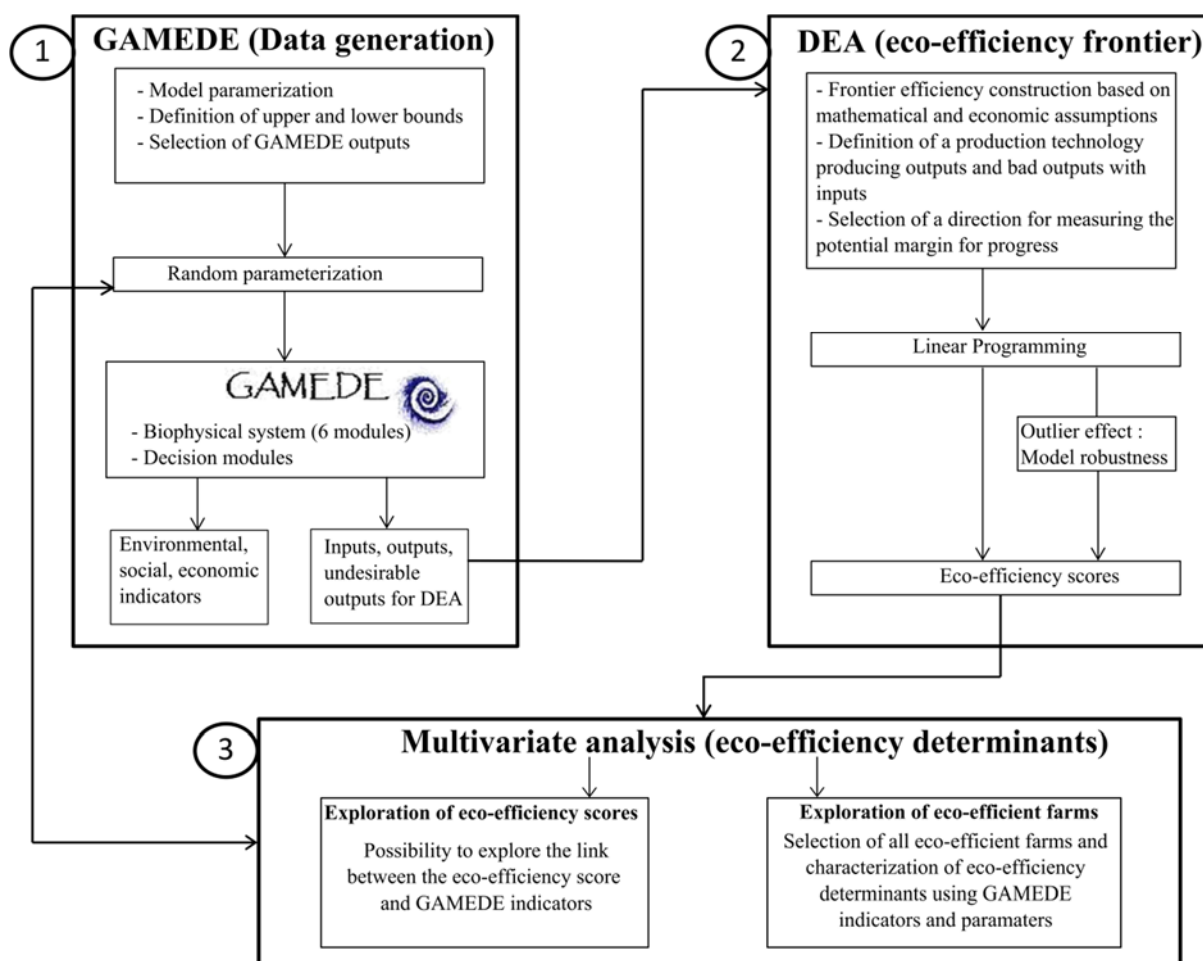 1
GAMEDE (Data generation)
- Model paramerization
- Definition of upper and lower bounds
- Selection of GAMEDE outputs
Random parameterization
GAMEDE
- Biophysical system (6 modules)
- Decision modules
Environmental,
social, economic
indicators
Inputs, outputs,
undesirable
outputs for DEA
2
DEA (eco-efficiency frontier)
- Frontier efficiency construction based on
mathematical and economic assumptions
- Definition of a production technology
producing outputs and bad outputs with
inputs
- Selection of a direction for measuring the
potential margin for progress
Linear Programming
Outlier effect :
Model robustness
Eco-efficiency scores
3
Multivariate analysis (eco-efficiency determinants)
Exploration of eco-efficiency scores
Possibility to explore the link
between the eco-efficiency score
and GAMEDE indicators
Exploration of eco-efficient farms
Selection of all eco-efficient farms and
characterization of eco-efficiency
determinants using GAMEDE
indicators and paramaters